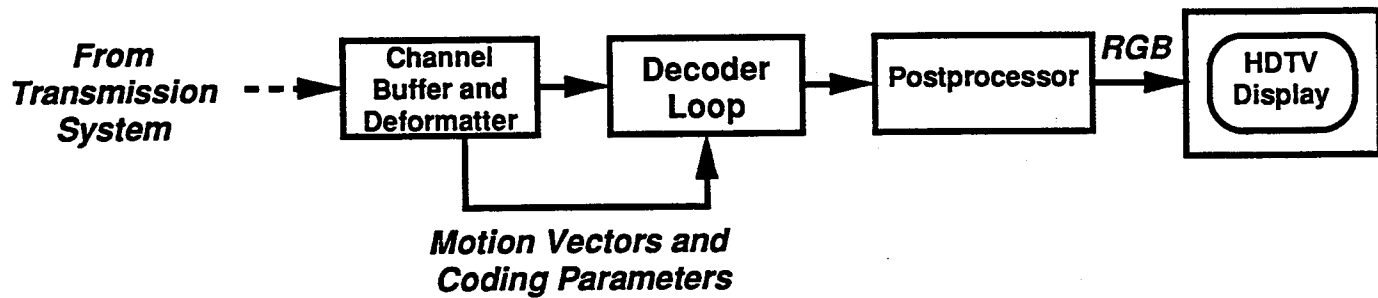 From
Transmission
System
Channel
Buffer and
Deformatter
Decoder
Loop
Postprocessor
RGB
HDTV
Display
Motion Vectors and
Coding Parameters